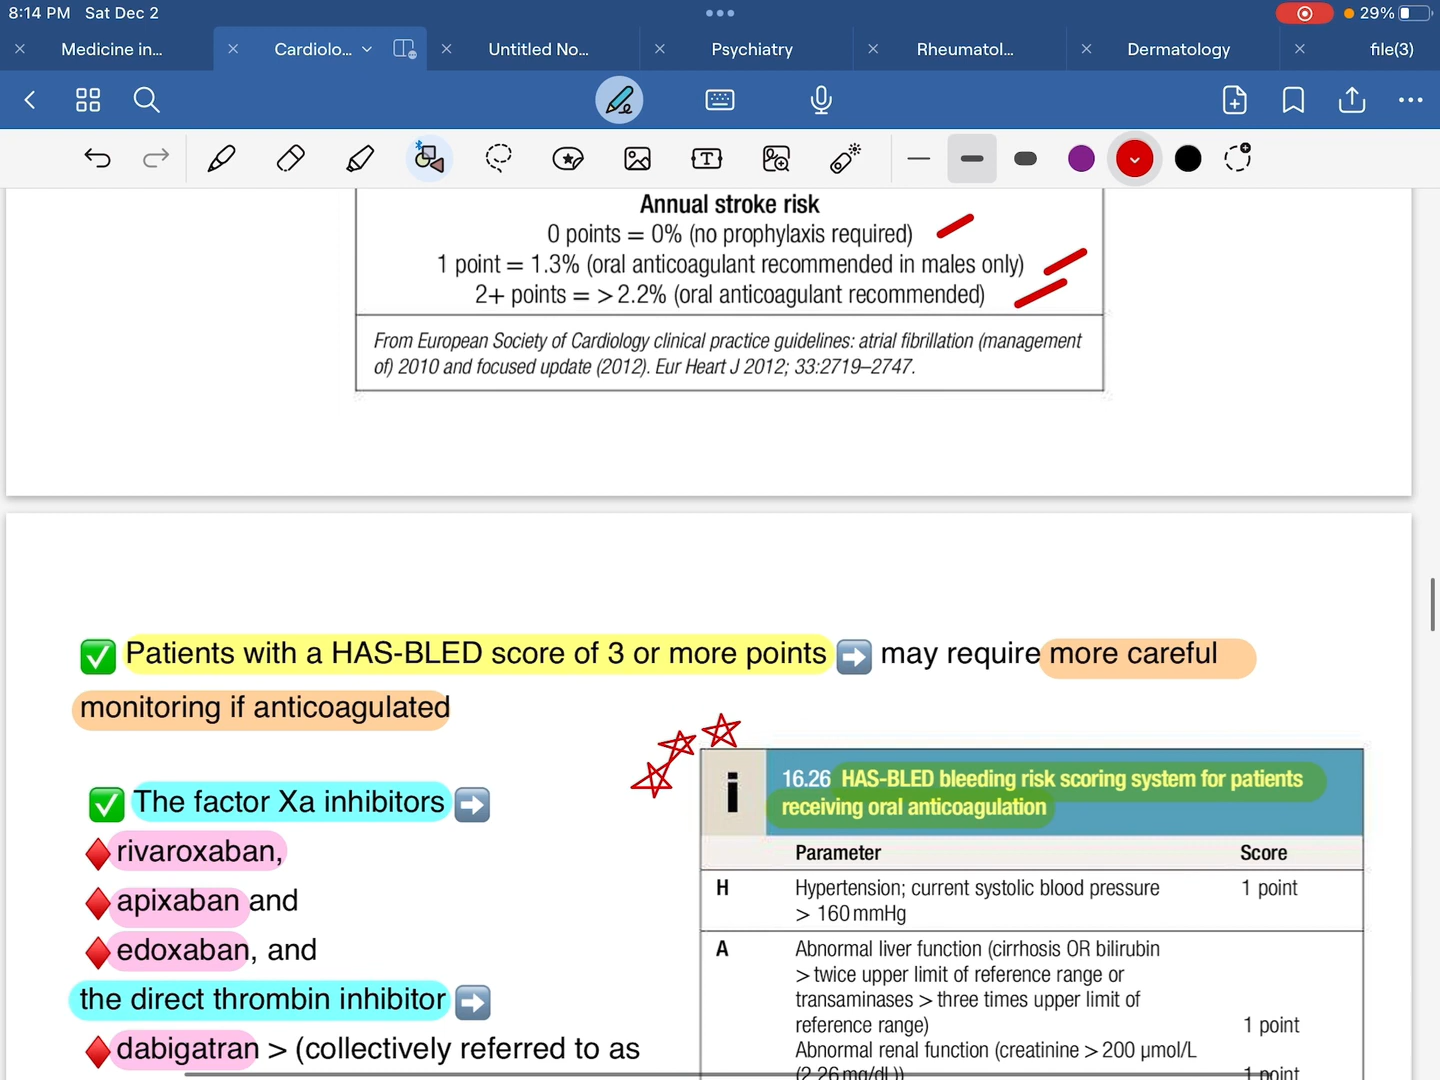 8:14 PM Sat Dec 2
29%
Medicine in...
Cardiolo...
Untitled No...
Psychiatry
Rheumatol...
Dermatology
file(3)
Annual stroke risk
0 points = 0% (no prophylaxis required)
1 point = 1.3% (oral anticoagulant recommended in males only)
2+ points = > 2.2% (oral anticoagulant recommended)
From European Society of Cardiology clinical practice guidelines: atrial fibrillation (management
of) 2010 and focused update (2012). Eur Heart J 2012; 33:2719–2747.
✅ Patients with a HAS-BLED score of 3 or more points ➡️ may require more careful
monitoring if anticoagulated
✅ The factor Xa inhibitors ➡️
♦️ rivaroxaban,
♦️ apixaban and
♦️ edoxaban, and
the direct thrombin inhibitor ➡️
♦️ dabigatran > (collectively referred to as
i 16.26 HAS-BLED bleeding risk scoring system for patients
receiving oral anticoagulation
Parameter Score
H Hypertension; current systolic blood pressure 1 point
> 160 mmHg
A Abnormal liver function (cirrhosis OR bilirubin
> twice upper limit of reference range or
transaminases > three times upper limit of
reference range) 1 point
Abnormal renal function (creatinine > 200 μmol/L
(2.26 mg/dL)) 1 point